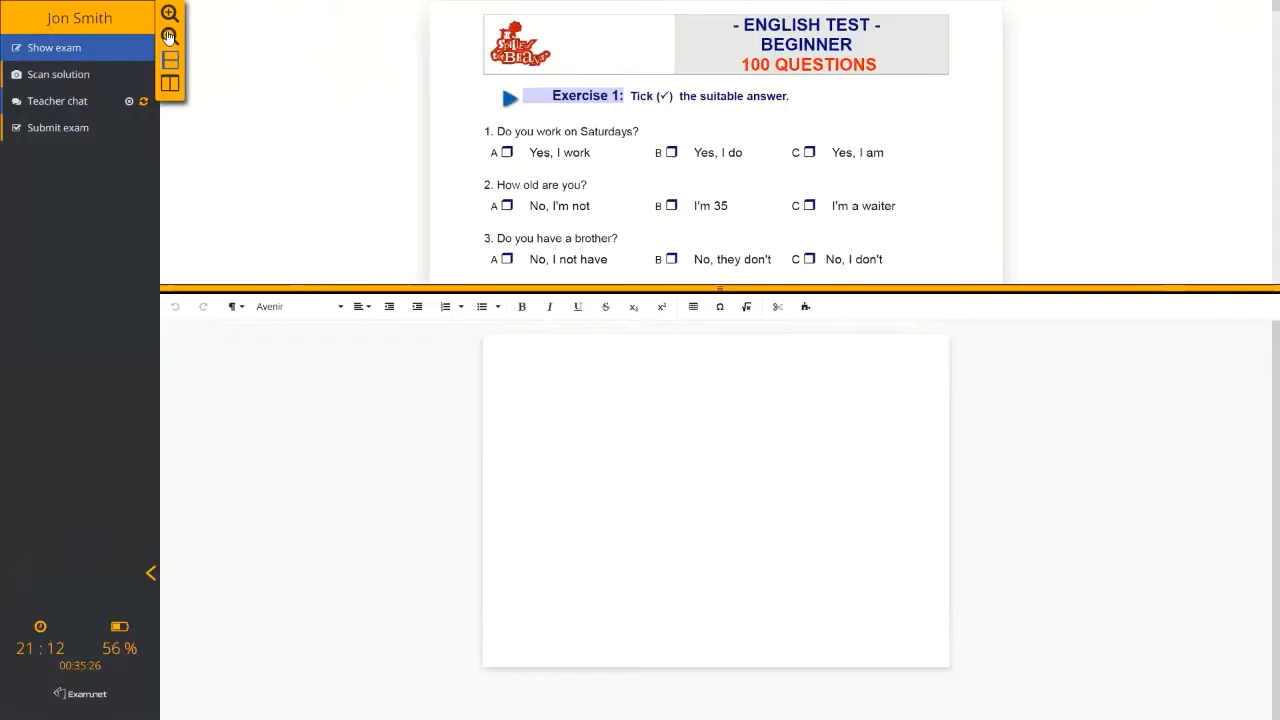 Jon Smith
Show exam
Scan solution
Teacher chat
Submit exam
- ENGLISH TEST -
BEGINNER
100 QUESTIONS
Exercise 1: Tick (✓) the suitable answer.
1. Do you work on Saturdays?
A Yes, I work B Yes, I do C Yes, I am
2. How old are you?
A No, I'm not B I'm 35 C I'm a waiter
3. Do you have a brother?
A No, I not have B No, they don't C No, I don't
Avenir
B I U S x₂ x² Ω √x
21 : 12 56 %
00:35:26
Exam.net